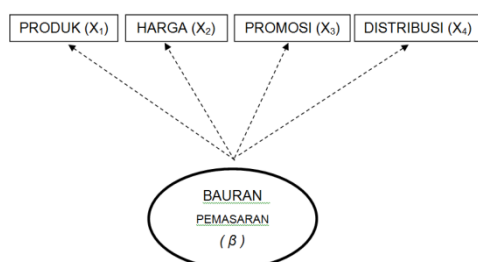 PRODUK (X₁) HARGA (X₂) PROMOSI (X₃) DISTRIBUSI (X₄)
BAURAN
PEMASARAN
( β )